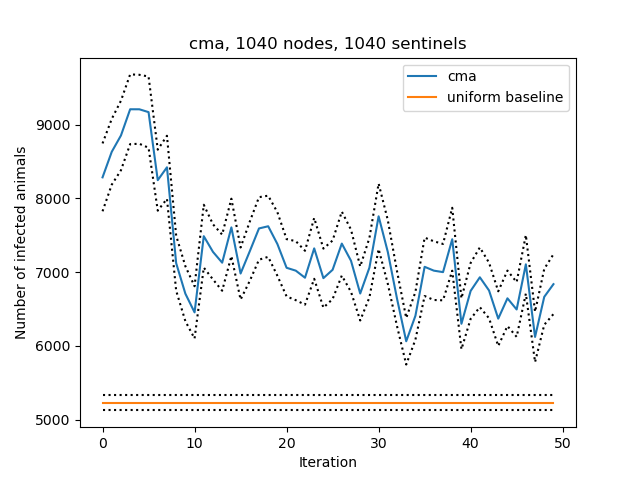 cma, 1040 nodes, 1040 sentinels
cma
uniform baseline
Number of infected animals
9000
8000
7000
6000
5000
0 10 20 30 40 50
Iteration